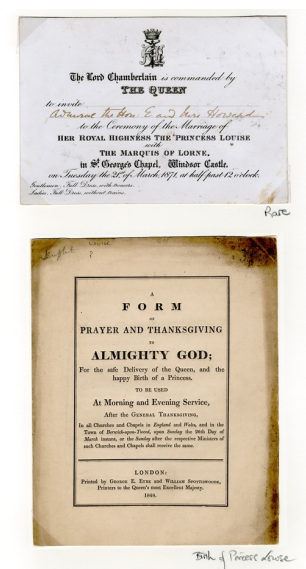 The Lord Chamberlain is commanded by
THE QUEEN
to invite
Admiral the Hon. E and Mrs Howard
to the Ceremony of the Marriage of
HER ROYAL HIGHNESS THE PRINCESS LOUISE
with
THE MARQUIS OF LORNE,
in St. George's Chapel, Windsor Castle.
on Tuesday the 21st of March, 1871, at half past 12 o'clock.
Gentlemen: Full Dress, with trousers.
Ladies: Full Dress, without trains.
Rare
Louise
A
FORM
OF
PRAYER AND THANKSGIVING
TO
ALMIGHTY GOD;
For the safe Delivery of the Queen, and the
happy Birth of a Princess.
TO BE USED
At Morning and Evening Service,
After the GENERAL THANKSGIVING,
In all Churches and Chapels in England and Wales, and in the
Town of Berwick-upon-Tweed, upon Sunday the 26th Day of
March instant, or the Sunday after the respective Ministers of
such Churches and Chapels shall receive the same.
LONDON:
Printed by GEORGE E. EYRE and WILLIAM SPOTTISWOODE,
Printers to the Queen's most Excellent Majesty.
1848.
Birth of Princess Louise